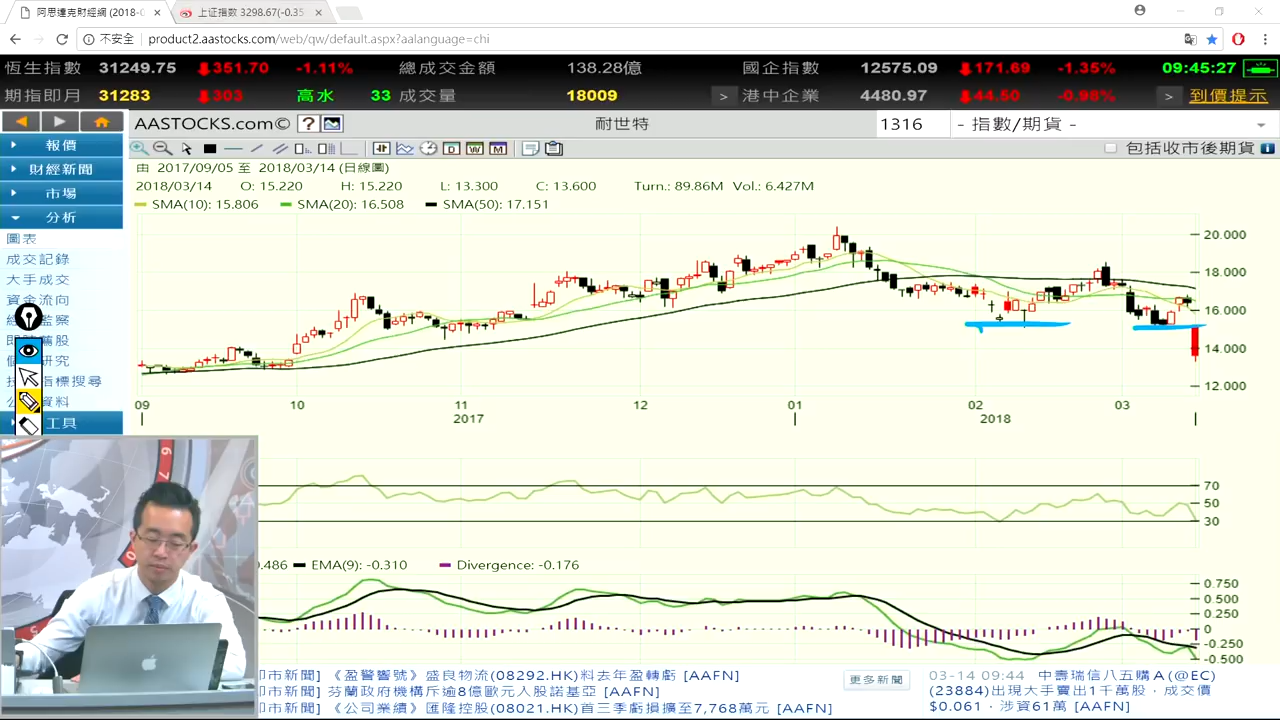 阿思達克財經網 (2018-0
上证指数 3298.67(-0.35
不安全 product2.aastocks.com/web/qw/default.aspx?aalanguage=chi
恆生指數 31249.75 351.70 -1.11% 總成交金額 138.28億 國企指數 12575.09 171.69 -1.35% 09:45:27
期指即月 31283 303 高水 33 成交量 18009 > 港中企業 4480.97 44.50 -0.98% > 到價提示
AASTOCKS.com© ? 耐世特 1316 - 指數/期貨 -
報價
財經新聞
市場
分析
圖表
成交記錄
大手成交
資金流向
監察
股
研究
指標搜尋
資料
工具
D W M 包括收市後期貨
由 2017/09/05 至 2018/03/14 (日線圖)
2018/03/14 O: 15.220 H: 15.220 L: 13.300 C: 13.600 Turn.: 89.86M Vol.: 6.427M
SMA(10): 15.806 SMA(20): 16.508 SMA(50): 17.151
20.000
18.000
16.000
14.000
12.000
09 10 11 12 01 02 03
2017 2018
70
50
30
.486 EMA(9): -0.310 Divergence: -0.176
0.750
0.500
0.250
0
-0.250
-0.500
市新聞] 《盈警響號》盛良物流(08292.HK)料去年盈轉虧 [AAFN]
市新聞] 芬蘭政府機構斥逾8億歐元入股諾基亞 [AAFN]
市新聞] 《公司業績》匯隆控股(08021.HK)首三季虧損擴至7,768萬元 [AAFN]
更多新聞
03-14 09:44 中壽瑞信八五購A(@EC)
(23884)出現大手賣出1千萬股，成交價
$0.061，涉資61萬 [AAFN]